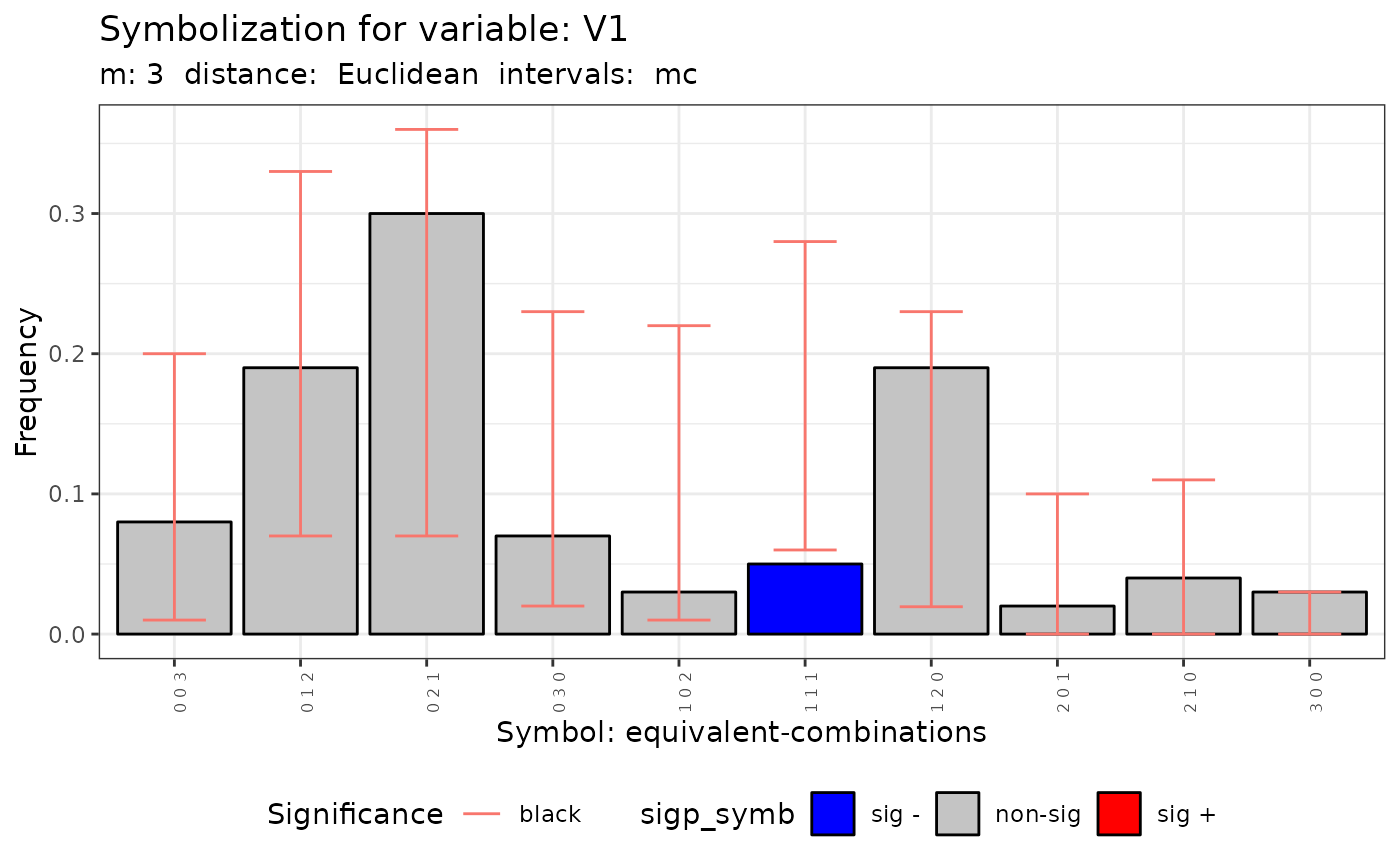 Symbolization for variable: V1
m: 3 distance: Euclidean intervals: mc
Frequency
0.3
0.2
0.1
0.0
0 0 3
0 1 2
0 2 1
0 3 0
1 0 2
1 1 1
1 2 0
2 0 1
2 1 0
3 0 0
Symbol: equivalent-combinations
Significance black sigp_symb sig - non-sig sig +